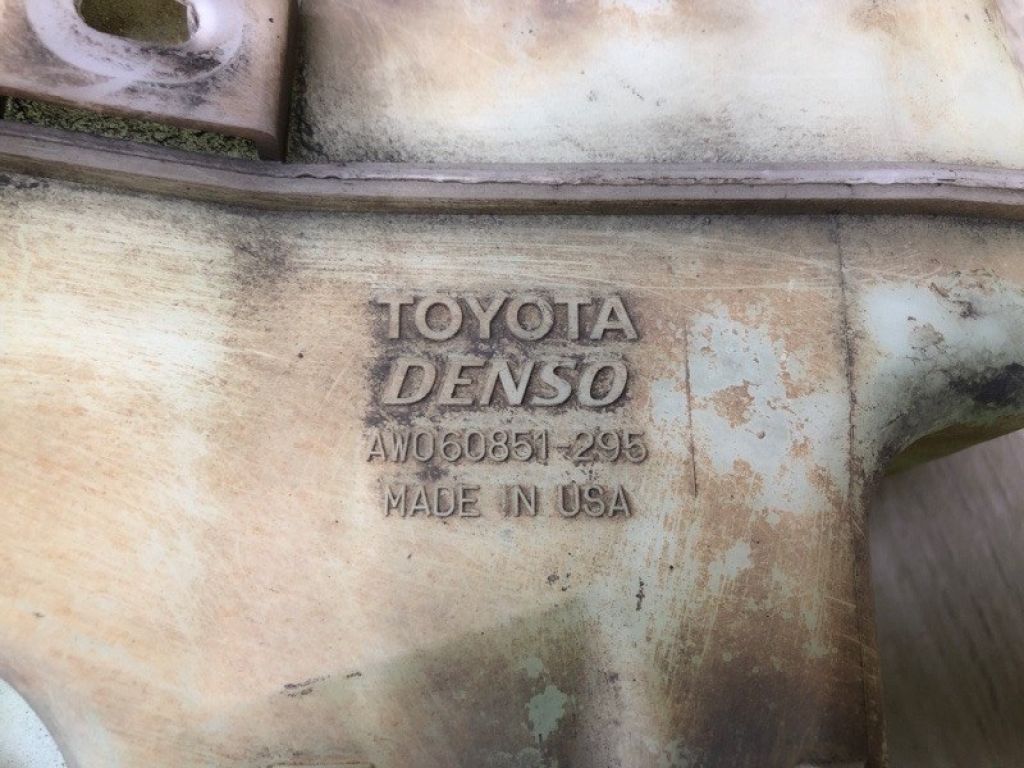 TOYOTA
DENSO
AW060851-295
MADE IN USA